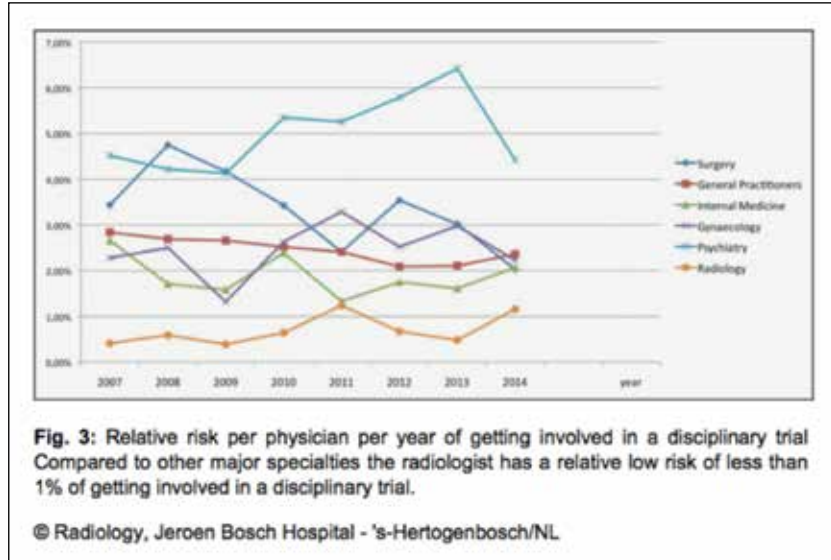 7,00%
6,00%
5,00%
4,00%
3,00%
2,00%
1,00%
0,00%
2007 2008 2009 2010 2011 2012 2013 2014 year
Surgery
General Practitioners
Internal Medicine
Gynaecology
Psychiatry
Radiology
Fig. 3: Relative risk per physician per year of getting involved in a disciplinary trial
Compared to other major specialties the radiologist has a relative low risk of less than
1% of getting involved in a disciplinary trial.
© Radiology, Jeroen Bosch Hospital - 's-Hertogenbosch/NL